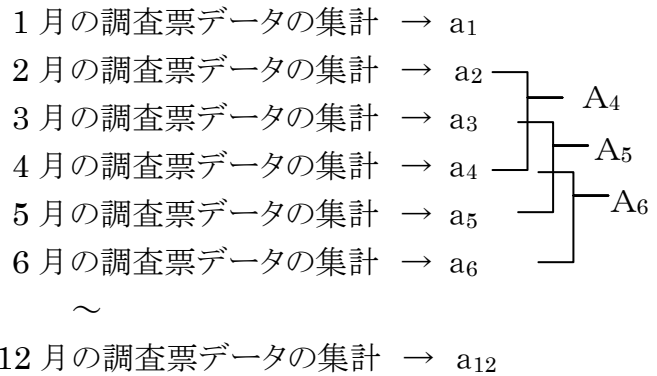 1 月の調査票データの集計 → a1
2 月の調査票データの集計 → a2
A4
3 月の調査票データの集計 → a3
A5
4 月の調査票データの集計 → a4
A6
5 月の調査票データの集計 → a5
6 月の調査票データの集計 → a6
～
12 月の調査票データの集計 → a12